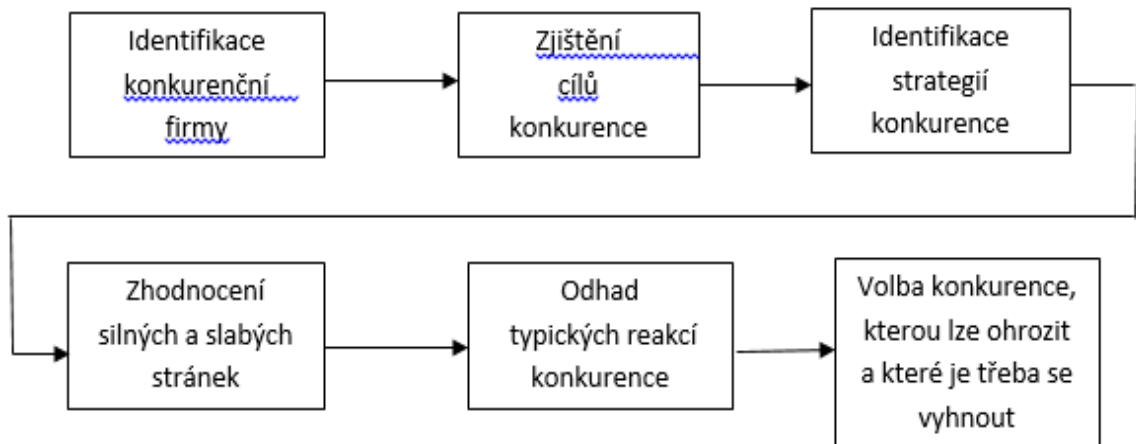 Identifikace
konkurenční
firmy
Zjištění
cílů
konkurence
Identifikace
strategií
konkurence
Zhodnocení
silných a slabých
stránek
Odhad
typických reakcí
konkurence
Volba konkurence,
kterou lze ohrozit
a které je třeba se
vyhnout